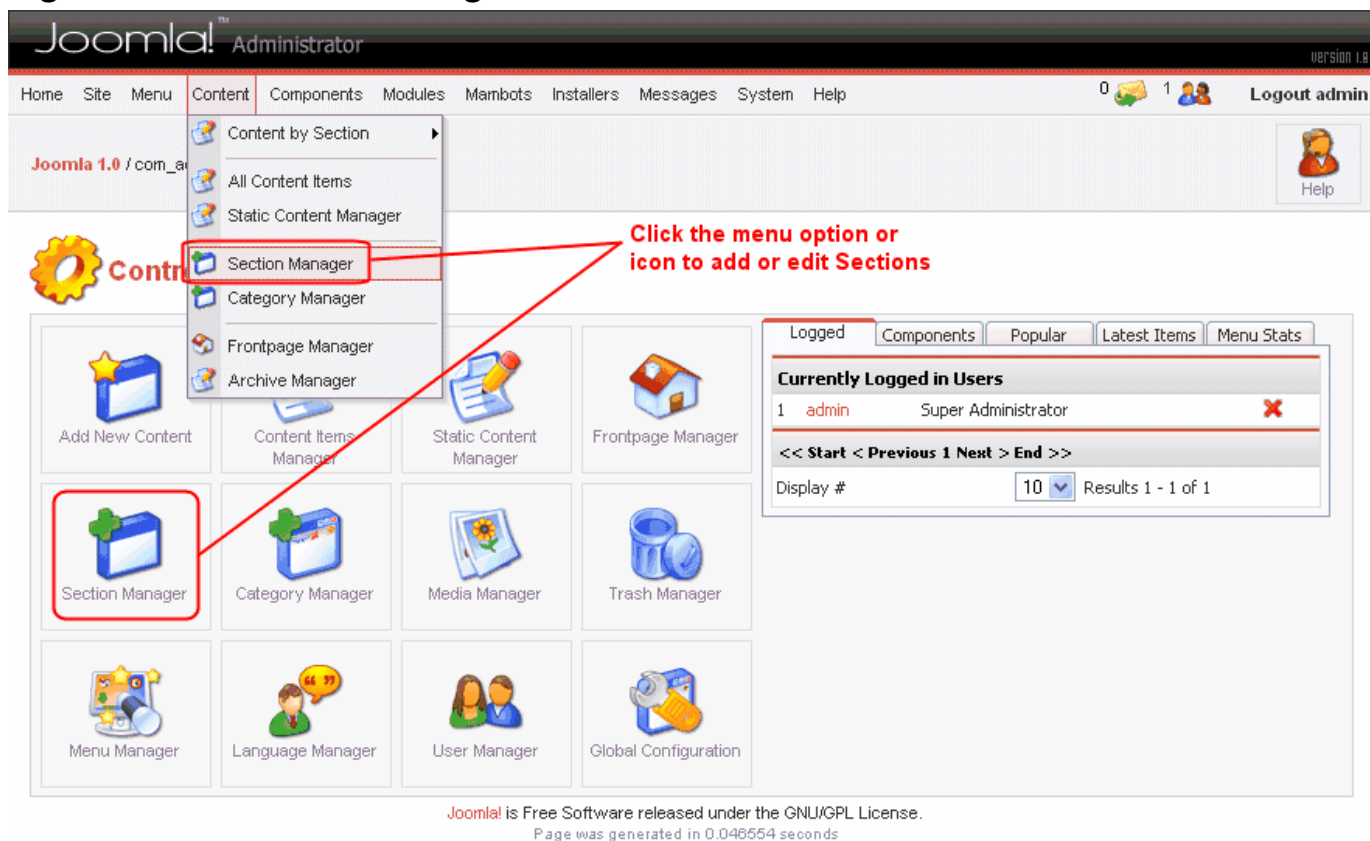 Joomla!™ Administrator
version 1.0
Home Site Menu Content Components Modules Mambots Installers Messages System Help 0 1 Logout admin
Content by Section
Joomla 1.0 / com_a
Help
All Content Items
Static Content Manager
Click the menu option or
icon to add or edit Sections
Section Manager
Contr
Category Manager
Frontpage Manager
Archive Manager
Logged Components Popular Latest Items Menu Stats
Currently Logged in Users
1 admin Super Administrator
<< Start < Previous 1 Next > End >>
Display # 10 Results 1 - 1 of 1
Add New Content
Content Items
Manager
Static Content
Manager
Frontpage Manager
Section Manager
Category Manager
Media Manager
Trash Manager
Menu Manager
Language Manager
User Manager
Global Configuration
Joomla! is Free Software released under the GNU/GPL License.
Page was generated in 0.046554 seconds